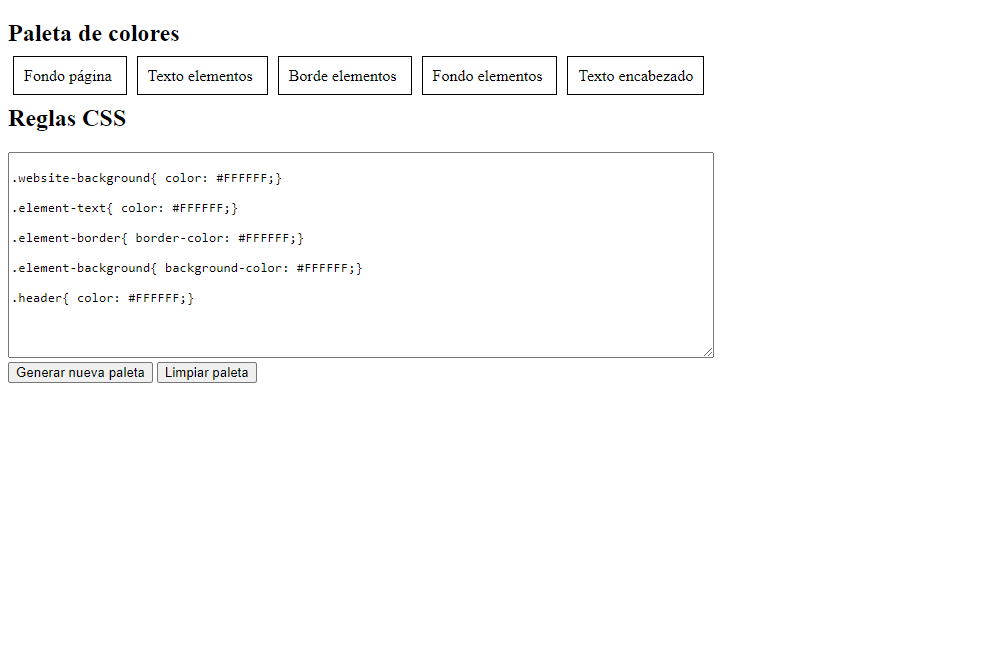 Paleta de colores
Fondo página Texto elementos Borde elementos Fondo elementos Texto encabezado
Reglas CSS
.website-background{ color: #FFFFFF;}
.element-text{ color: #FFFFFF;}
.element-border{ border-color: #FFFFFF;}
.element-background{ background-color: #FFFFFF;}
.header{ color: #FFFFFF;}
Generar nueva paleta Limpiar paleta